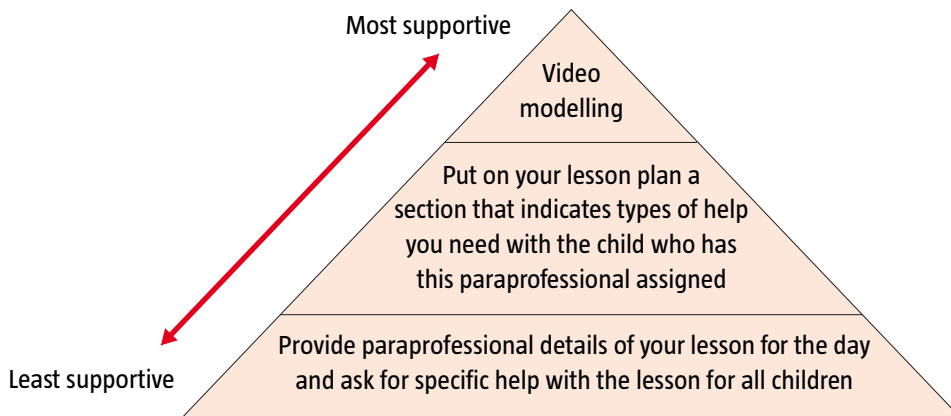 Most supportive
Video
modelling
Put on your lesson plan a
section that indicates types of help
you need with the child who has
this paraprofessional assigned
Provide paraprofessional details of your lesson for the day
and ask for specific help with the lesson for all children
Least supportive